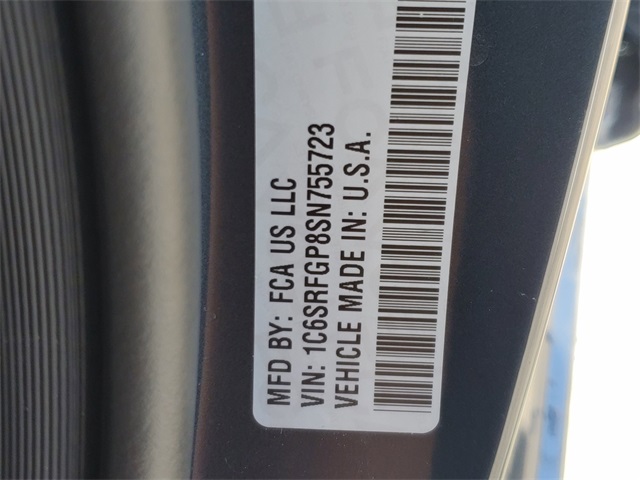 MFD BY: FCA US LLC
VIN: 1C6SRFGP8SN755723
VEHICLE MADE IN: U.S.A.